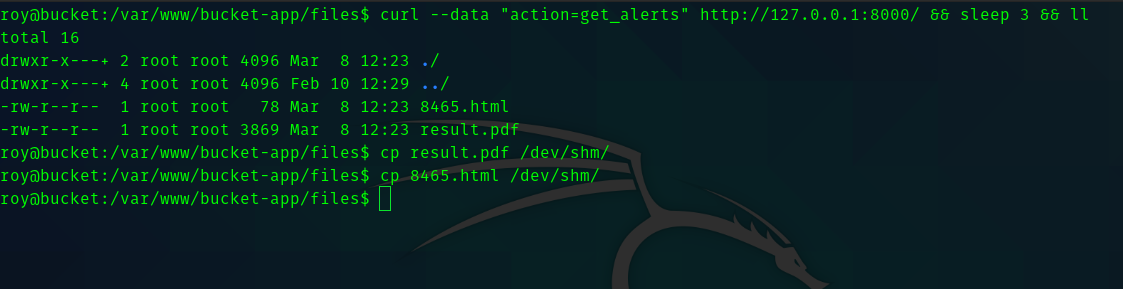 roy@bucket:/var/www/bucket-app/files$ curl --data "action=get_alerts" http://127.0.0.1:8000/ && sleep 3 && ll
total 16
drwxr-x---+ 2 root root 4096 Mar  8 12:23 ./
drwxr-x---+ 4 root root 4096 Feb 10 12:29 ../
-rw-r--r--  1 root root   78 Mar  8 12:23 8465.html
-rw-r--r--  1 root root 3869 Mar  8 12:23 result.pdf
roy@bucket:/var/www/bucket-app/files$ cp result.pdf /dev/shm/
roy@bucket:/var/www/bucket-app/files$ cp 8465.html /dev/shm/
roy@bucket:/var/www/bucket-app/files$